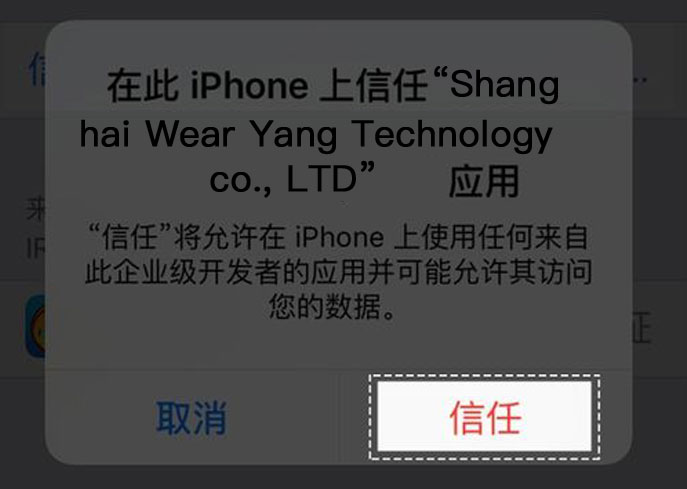 在此 iPhone 上信任“Shang
hai Wear Yang Technology
co., LTD” 应用
“信任”将允许在 iPhone 上使用任何来自
此企业级开发者的应用并可能允许其访问
您的数据。
取消
信任